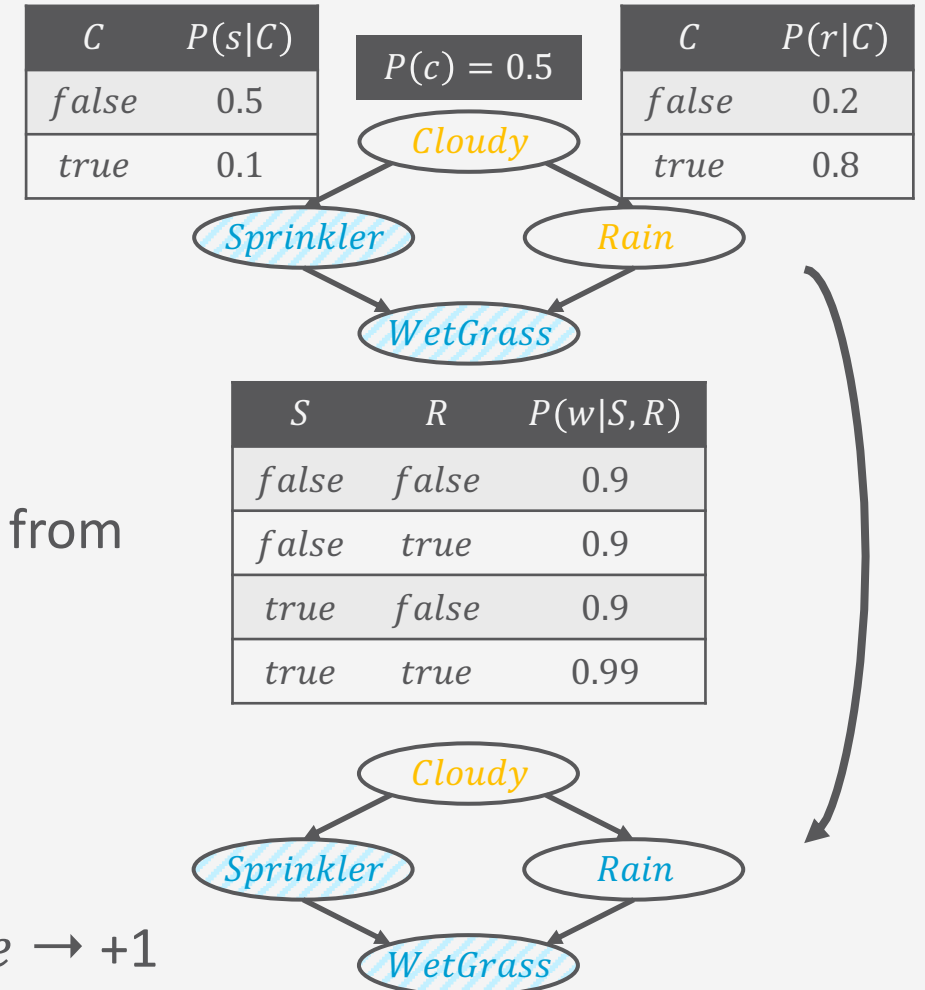 C P(s|C)
false 0.5
true 0.1
P(c) = 0.5
C P(r|C)
false 0.2
true 0.8
Cloudy
Sprinkler Rain
WetGrass
S R P(w|S, R)
false false 0.9
false true 0.9
true false 0.9
true true 0.99
from
Cloudy
Sprinkler Rain
WetGrass
e → +1